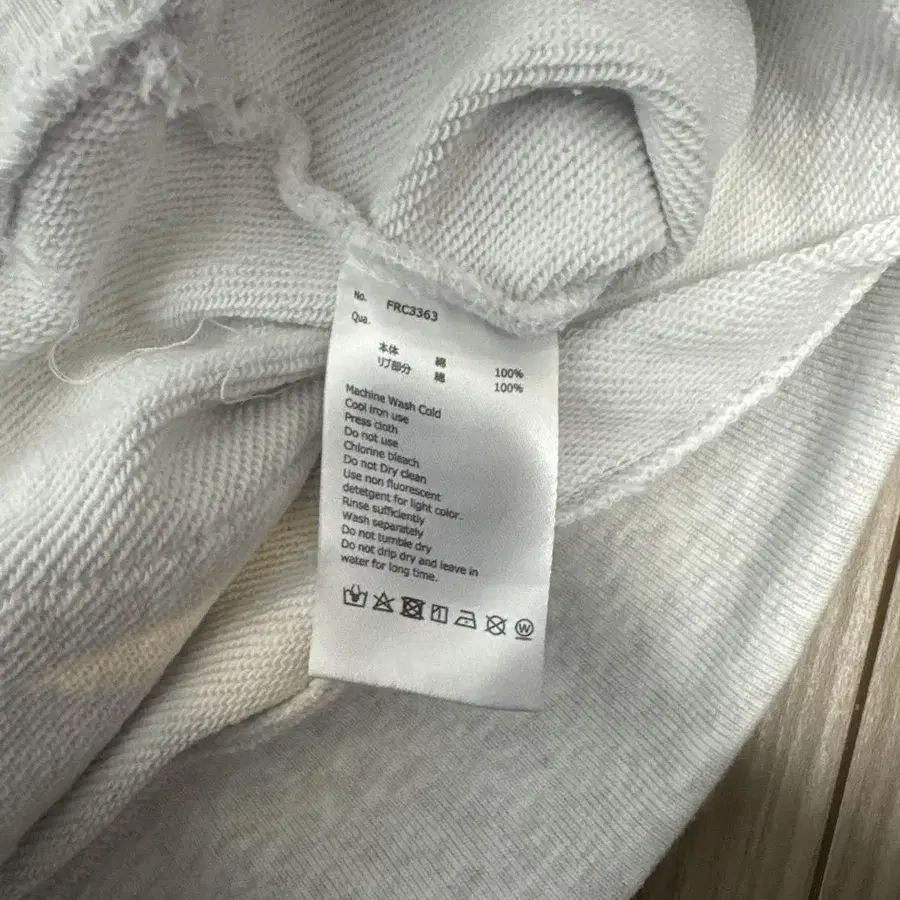 No. FRC3363
Qua.
本体 綿 100%
リブ部分 綿 100%
Machine Wash Cold
Cool iron use
Press cloth
Do not use
Chlorine bleach
Do not Dry clean
Use non fluorescent
detetgent for light color.
Rinse sufficiently
Wash separately
Do not tumble dry
Do not drip dry and leave in
water for long time.
W